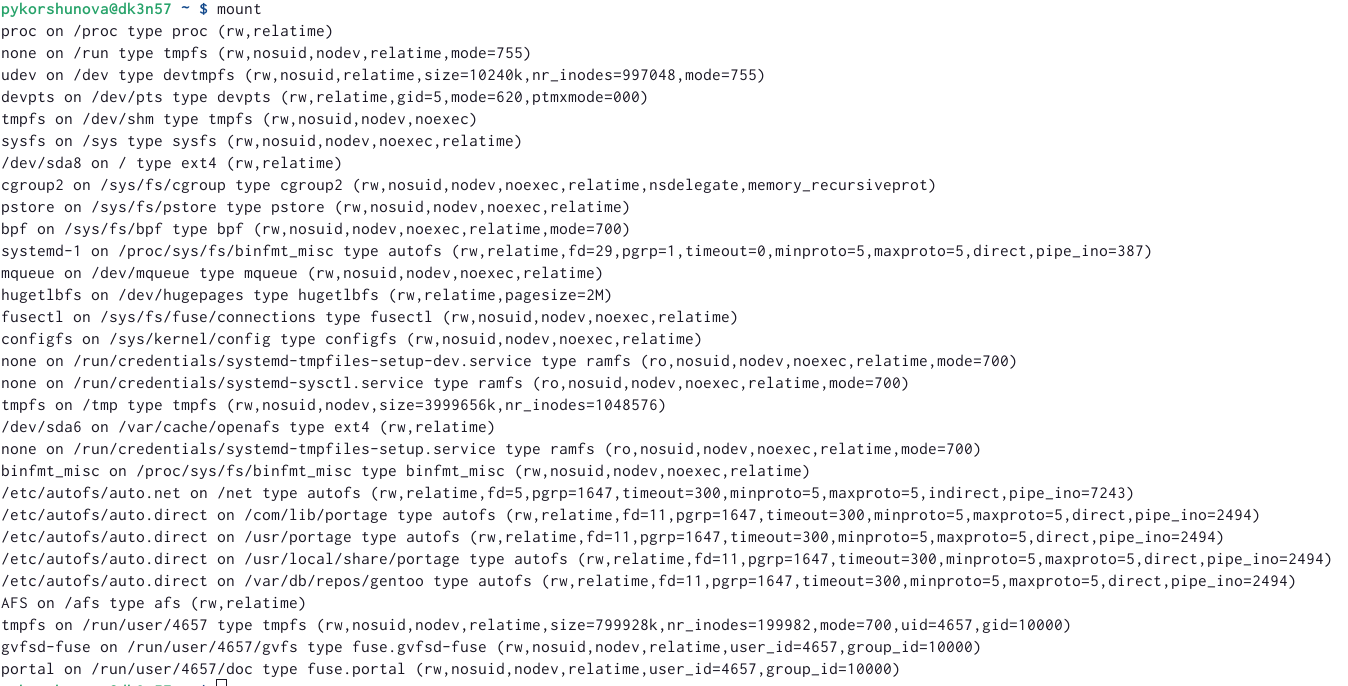 pykorshunova@dk3n57 ~ $ mount
proc on /proc type proc (rw,relatime)
none on /run type tmpfs (rw,nosuid,nodev,relatime,mode=755)
udev on /dev type devtmpfs (rw,nosuid,relatime,size=10240k,nr_inodes=997048,mode=755)
devpts on /dev/pts type devpts (rw,relatime,gid=5,mode=620,ptmxmode=000)
tmpfs on /dev/shm type tmpfs (rw,nosuid,nodev,noexec)
sysfs on /sys type sysfs (rw,nosuid,nodev,noexec,relatime)
/dev/sda8 on / type ext4 (rw,relatime)
cgroup2 on /sys/fs/cgroup type cgroup2 (rw,nosuid,nodev,noexec,relatime,nsdelegate,memory_recursiveprot)
pstore on /sys/fs/pstore type pstore (rw,nosuid,nodev,noexec,relatime)
bpf on /sys/fs/bpf type bpf (rw,nosuid,nodev,noexec,relatime,mode=700)
systemd-1 on /proc/sys/fs/binfmt_misc type autofs (rw,relatime,fd=29,pgrp=1,timeout=0,minproto=5,maxproto=5,direct,pipe_ino=387)
mqueue on /dev/mqueue type mqueue (rw,nosuid,nodev,noexec,relatime)
hugetlbfs on /dev/hugepages type hugetlbfs (rw,relatime,pagesize=2M)
fusectl on /sys/fs/fuse/connections type fusectl (rw,nosuid,nodev,noexec,relatime)
configfs on /sys/kernel/config type configfs (rw,nosuid,nodev,noexec,relatime)
none on /run/credentials/systemd-tmpfiles-setup-dev.service type ramfs (ro,nosuid,nodev,noexec,relatime,mode=700)
none on /run/credentials/systemd-sysctl.service type ramfs (ro,nosuid,nodev,noexec,relatime,mode=700)
tmpfs on /tmp type tmpfs (rw,nosuid,nodev,size=3999656k,nr_inodes=1048576)
/dev/sda6 on /var/cache/openafs type ext4 (rw,relatime)
none on /run/credentials/systemd-tmpfiles-setup.service type ramfs (ro,nosuid,nodev,noexec,relatime,mode=700)
binfmt_misc on /proc/sys/fs/binfmt_misc type binfmt_misc (rw,nosuid,nodev,noexec,relatime)
/etc/autofs/auto.net on /net type autofs (rw,relatime,fd=5,pgrp=1647,timeout=300,minproto=5,maxproto=5,indirect,pipe_ino=7243)
/etc/autofs/auto.direct on /com/lib/portage type autofs (rw,relatime,fd=11,pgrp=1647,timeout=300,minproto=5,maxproto=5,direct,pipe_ino=2494)
/etc/autofs/auto.direct on /usr/portage type autofs (rw,relatime,fd=11,pgrp=1647,timeout=300,minproto=5,maxproto=5,direct,pipe_ino=2494)
/etc/autofs/auto.direct on /usr/local/share/portage type autofs (rw,relatime,fd=11,pgrp=1647,timeout=300,minproto=5,maxproto=5,direct,pipe_ino=2494)
/etc/autofs/auto.direct on /var/db/repos/gentoo type autofs (rw,relatime,fd=11,pgrp=1647,timeout=300,minproto=5,maxproto=5,direct,pipe_ino=2494)
AFS on /afs type afs (rw,relatime)
tmpfs on /run/user/4657 type tmpfs (rw,nosuid,nodev,relatime,size=799928k,nr_inodes=199982,mode=700,uid=4657,gid=10000)
gvfsd-fuse on /run/user/4657/gvfs type fuse.gvfsd-fuse (rw,nosuid,nodev,relatime,user_id=4657,group_id=10000)
portal on /run/user/4657/doc type fuse.portal (rw,nosuid,nodev,relatime,user_id=4657,group_id=10000)